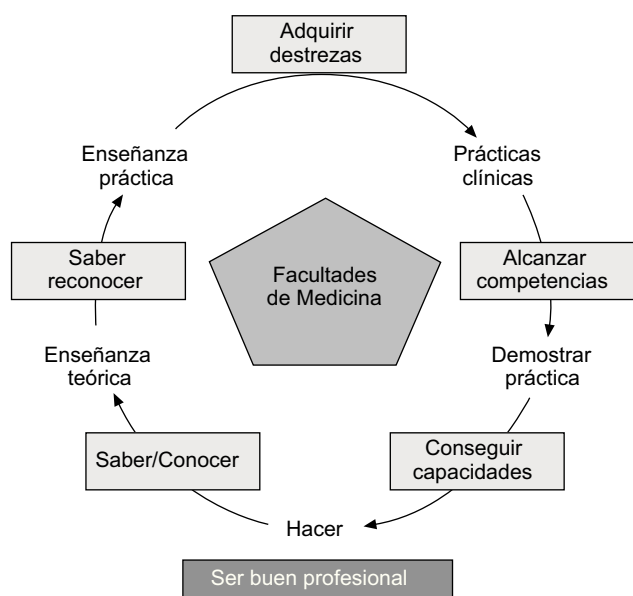 Adquirir
destrezas
Enseñanza
práctica
Prácticas
clínicas
Saber
reconocer
Facultades
de Medicina
Alcanzar
competencias
Enseñanza
teórica
Demostrar
práctica
Saber/Conocer
Conseguir
capacidades
Hacer
Ser buen profesional